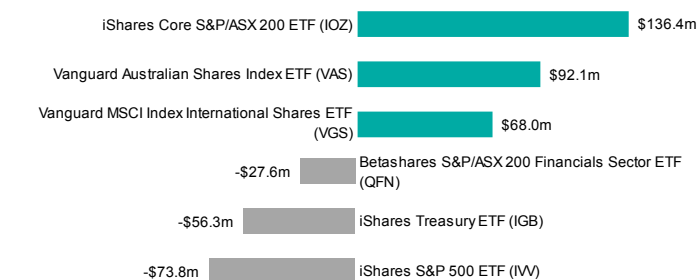 iShares Core S&P/ASX 200 ETF (IOZ) $136.4m
Vanguard Australian Shares Index ETF (VAS) $92.1m
Vanguard MSCI Index International Shares ETF
(VGS) $68.0m
-$27.6m Betashares S&P/ASX 200 Financials Sector ETF
(QFN)
-$56.3m iShares Treasury ETF (IGB)
-$73.8m iShares S&P 500 ETF (IVV)